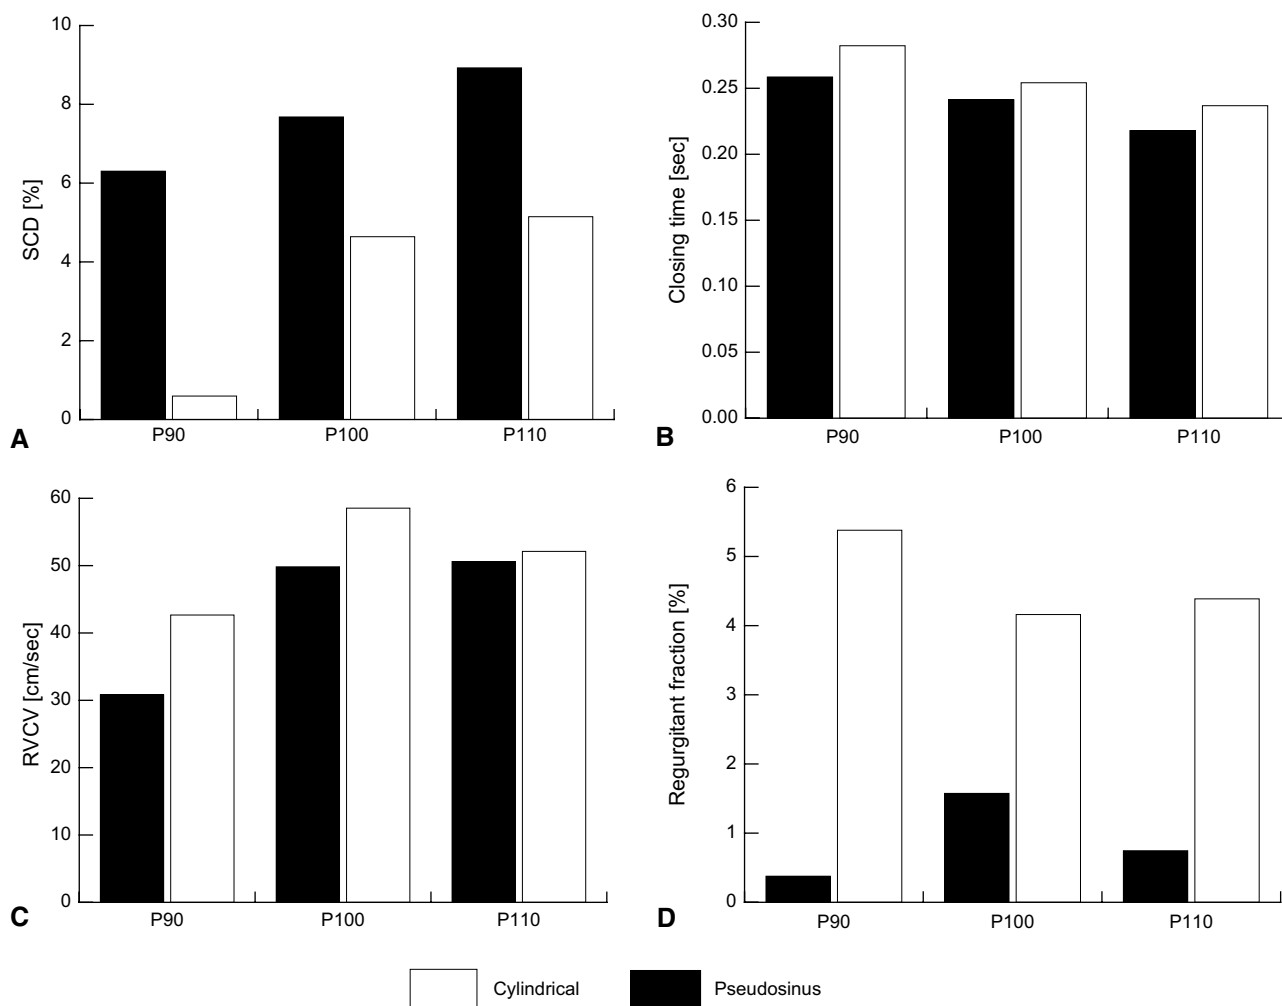 10
8
6
4
2
0
SCD [%]
P90 P100 P110
A
0.30
0.25
0.20
0.15
0.10
0.05
0.00
Closing time [sec]
P90 P100 P110
B
60
50
40
30
20
10
0
RVCV [cm/sec]
P90 P100 P110
C
6
5
4
3
2
1
0
Regurgitant fraction [%]
P90 P100 P110
D
Cylindrical Pseudosinus